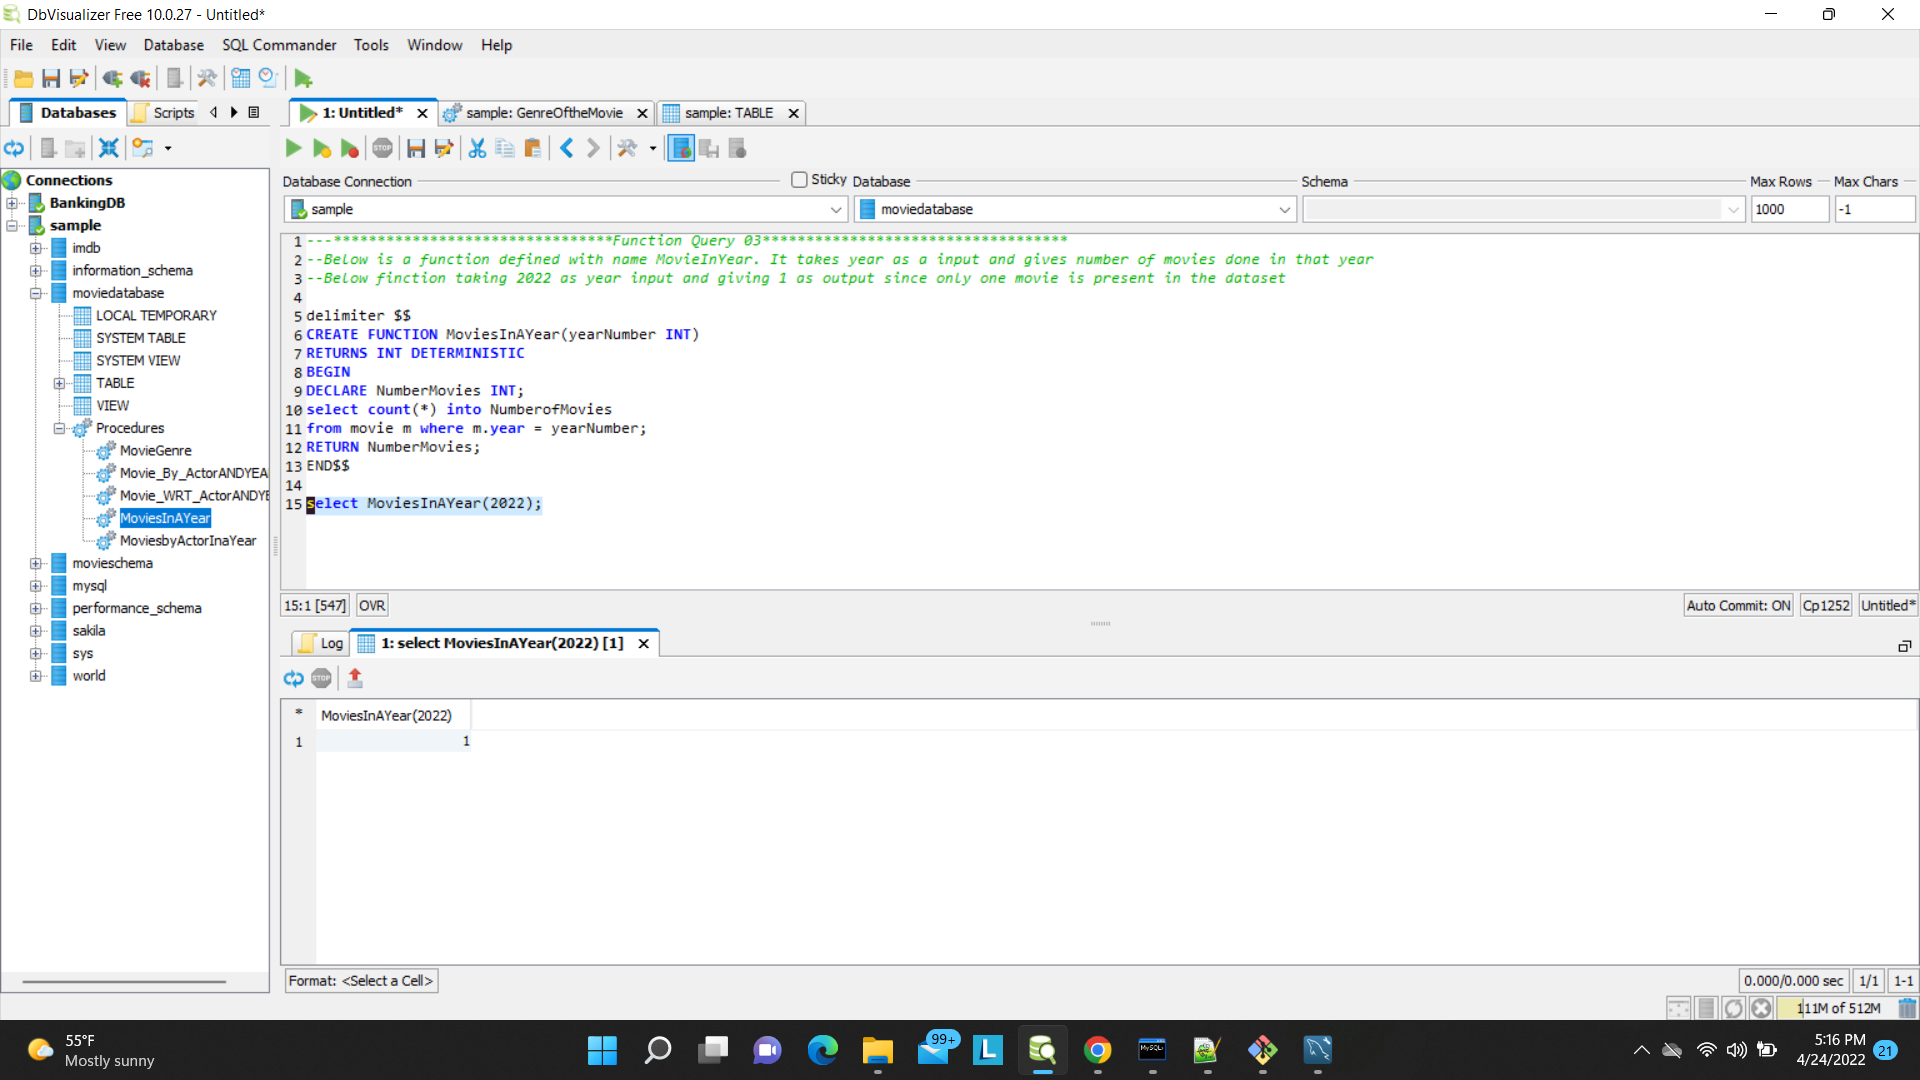 DbVisualizer Free 10.0.27 - Untitled*
File Edit View Database SQL Commander Tools Window Help
Databases Scripts
1: Untitled* sample: GenreOftheMovie sample: TABLE
Database Connection Sticky Database Schema Max Rows Max Chars
sample moviedatabase 1000 -1
Connections
BankingDB
sample
imdb
information_schema
moviedatabase
LOCAL TEMPORARY
SYSTEM TABLE
SYSTEM VIEW
TABLE
VIEW
Procedures
MovieGenre
Movie_By_ActorANDYEA
Movie_WRT_ActorANDYE
MoviesInAYear
MoviesbyActorInaYear
movieschema
mysql
performance_schema
sakila
sys
world
1 ---********************************Function Query 03***********************************
2 --Below is a function defined with name MovieInYear. It takes year as a input and gives number of movies done in that year
3 --Below finction taking 2022 as year input and giving 1 as output since only one movie is present in the dataset
4
5 delimiter $$
6 CREATE FUNCTION MoviesInAYear(yearNumber INT)
7 RETURNS INT DETERMINISTIC
8 BEGIN
9 DECLARE NumberMovies INT;
10 select count(*) into NumberofMovies
11 from movie m where m.year = yearNumber;
12 RETURN NumberMovies;
13 END$$
14
15 select MoviesInAYear(2022);
15:1 [547] OVR Auto Commit: ON Cp1252 Untitled*
Log 1: select MoviesInAYear(2022) [1]
STOP
* MoviesInAYear(2022)
1 1
Format: <Select a Cell> 0.000/0.000 sec 1/1 1-1
111M of 512M
55°F
Mostly sunny
99+
L
MySQL
5:16 PM
4/24/2022
21